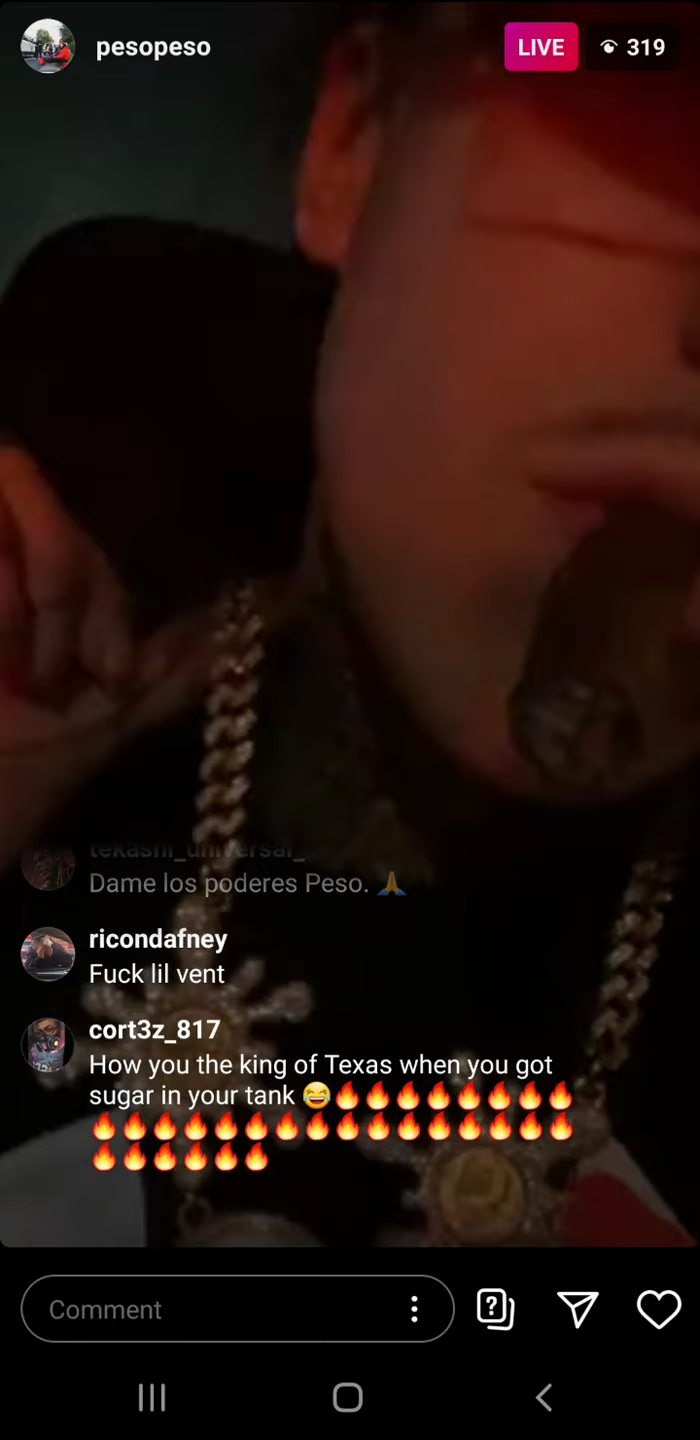 pesopeso
LIVE
319
tekashi_universal_
Dame los poderes Peso. 🙏
ricondafney
Fuck lil vent
cort3z_817
How you the king of Texas when you got
sugar in your tank 😂🔥🔥🔥🔥🔥🔥🔥🔥
🔥🔥🔥🔥🔥🔥🔥🔥🔥🔥🔥🔥🔥🔥🔥🔥
🔥🔥🔥🔥🔥🔥
Comment